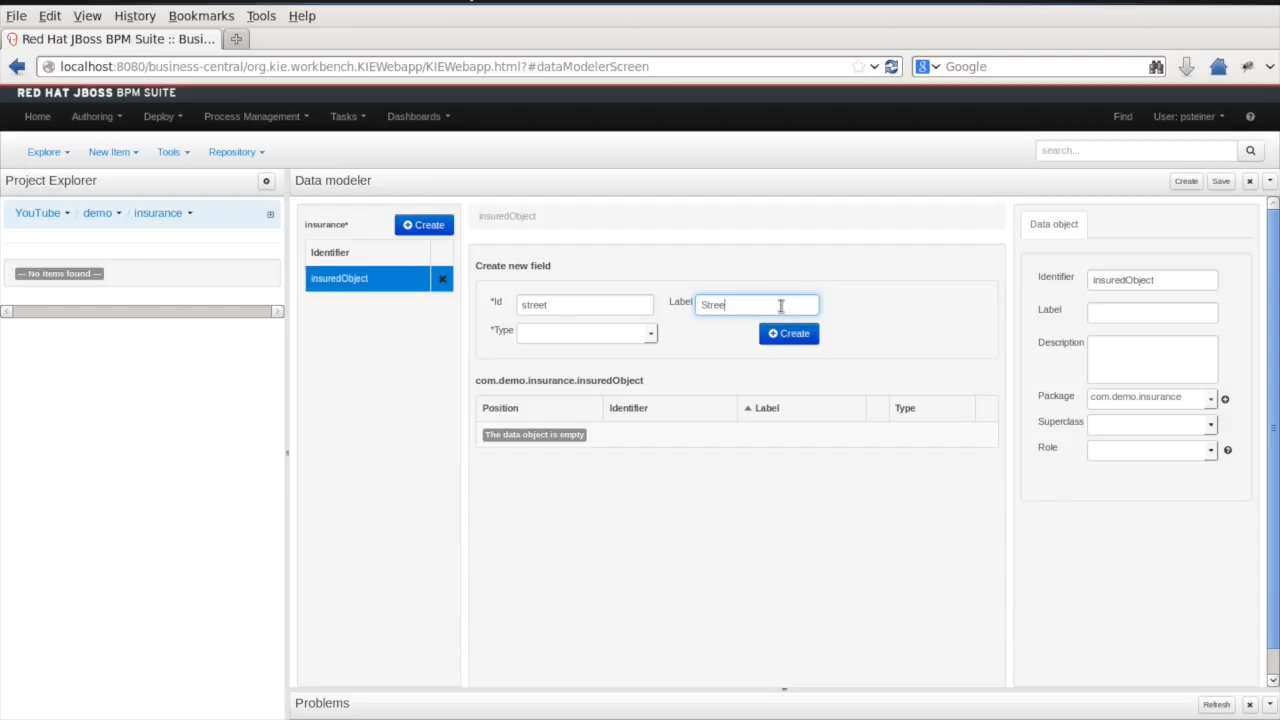 File Edit View History Bookmarks Tools Help
Red Hat JBoss BPM Suite :: Busi...
localhost:8080/business-central/org.kie.workbench.KIEWebapp/KIEWebapp.html?#dataModelerScreen
8 Google
RED HAT JBOSS BPM SUITE
Home Authoring Deploy Process Management Tasks Dashboards Find User: psteiner ?
Explore New Item Tools Repository search...
Project Explorer
Data modeler Create Save
YouTube demo insurance
— No items found —
insurance* Create
Identifier
insuredObject
insuredObject
Create new field
*Id street Label Stree
*Type Create
com.demo.insurance.insuredObject
Position Identifier Label Type
The data object is empty
Data object
Identifier insuredObject
Label
Description
Package com.demo.insurance
Superclass
Role ?
Problems Refresh